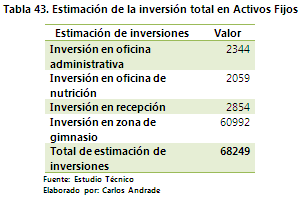 Tabla 43. Estimación de la inversión total en Activos Fijos
Estimación de inversiones Valor
Inversión en oficina 2344
administrativa
Inversión en oficina de 2059
nutrición
Inversión en recepción 2854
Inversión en zona de 60992
gimnasio
Total de estimación de 68249
inversiones
Fuente: Estudio Técnico
Elaborado por: Carlos Andrade